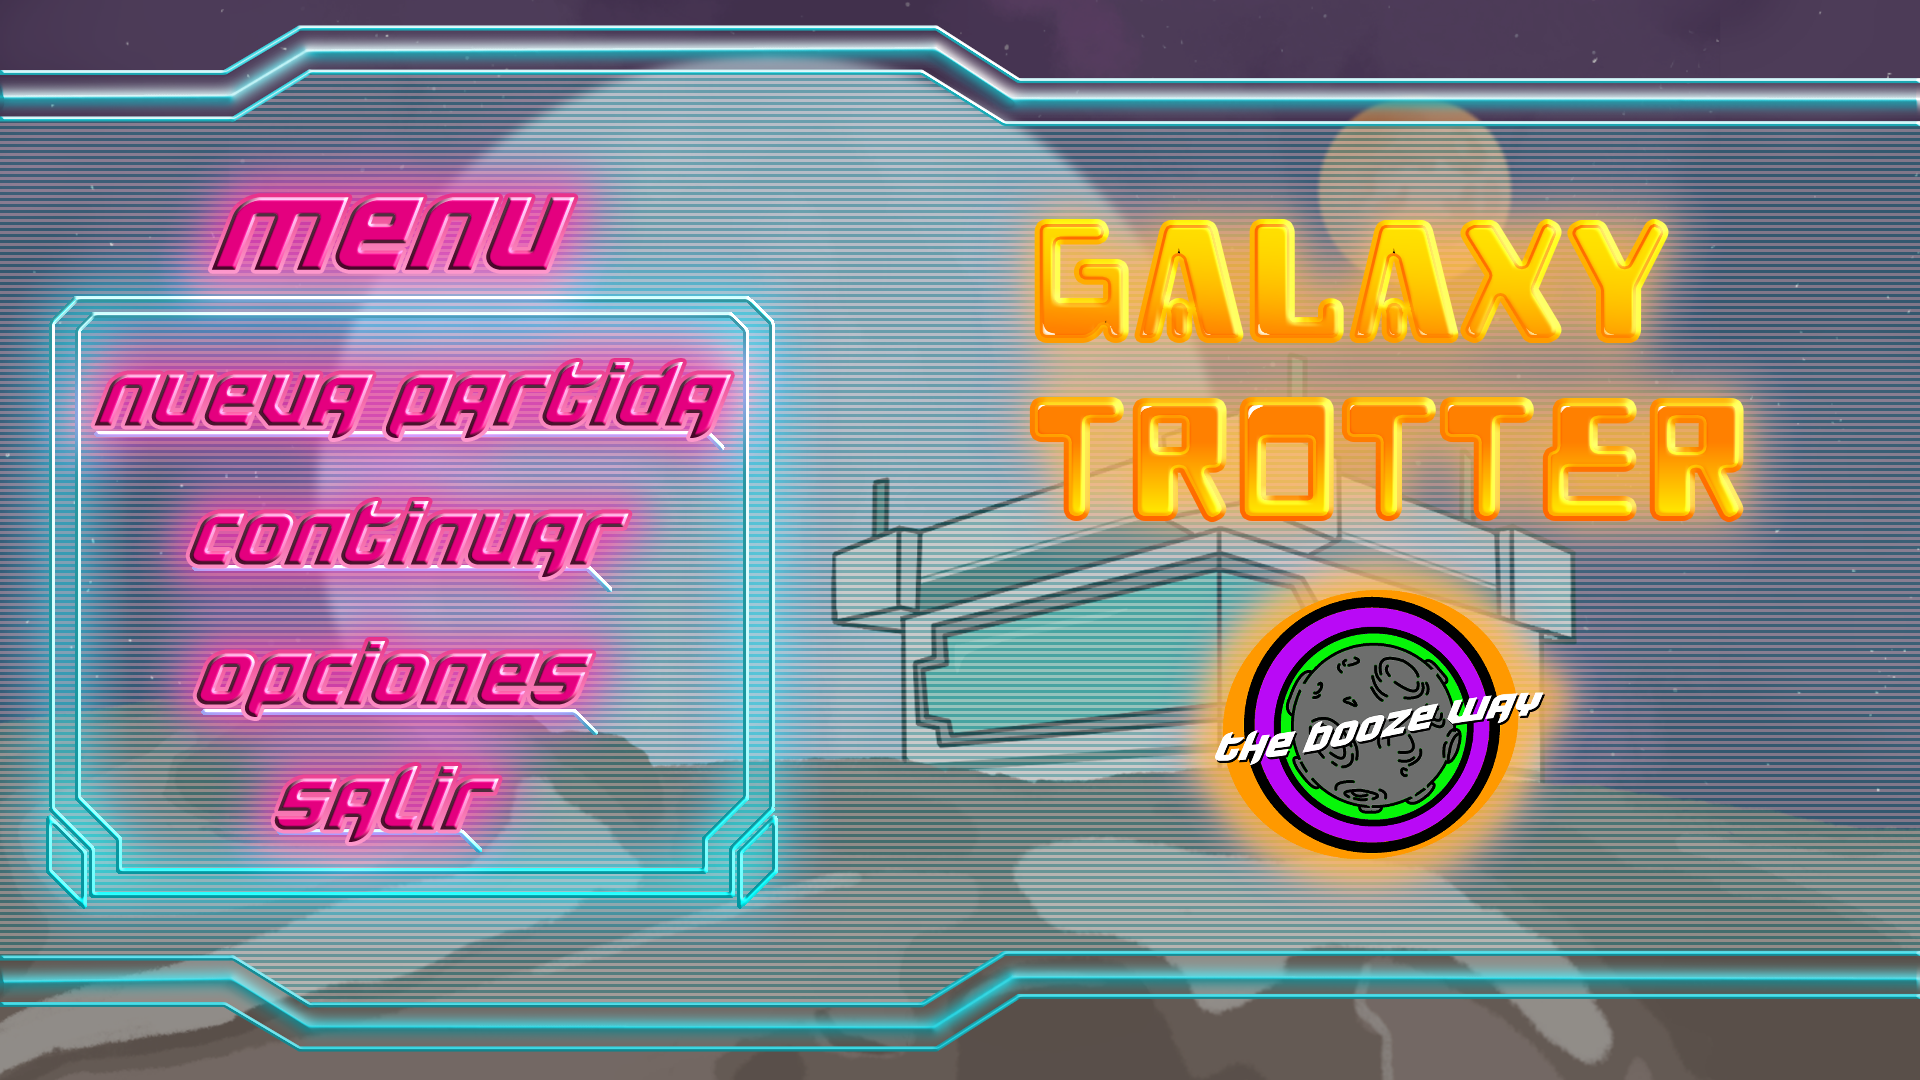 menu
nueva partida
continuar
opciones
salir
GALAXY
TROTTER
the booze way